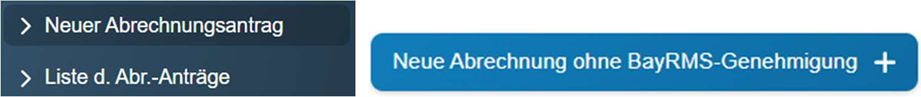 Neuer Abrechnungsantrag
Liste d. Abr.-Anträge
Neue Abrechnung ohne BayRMS-Genehmigung +